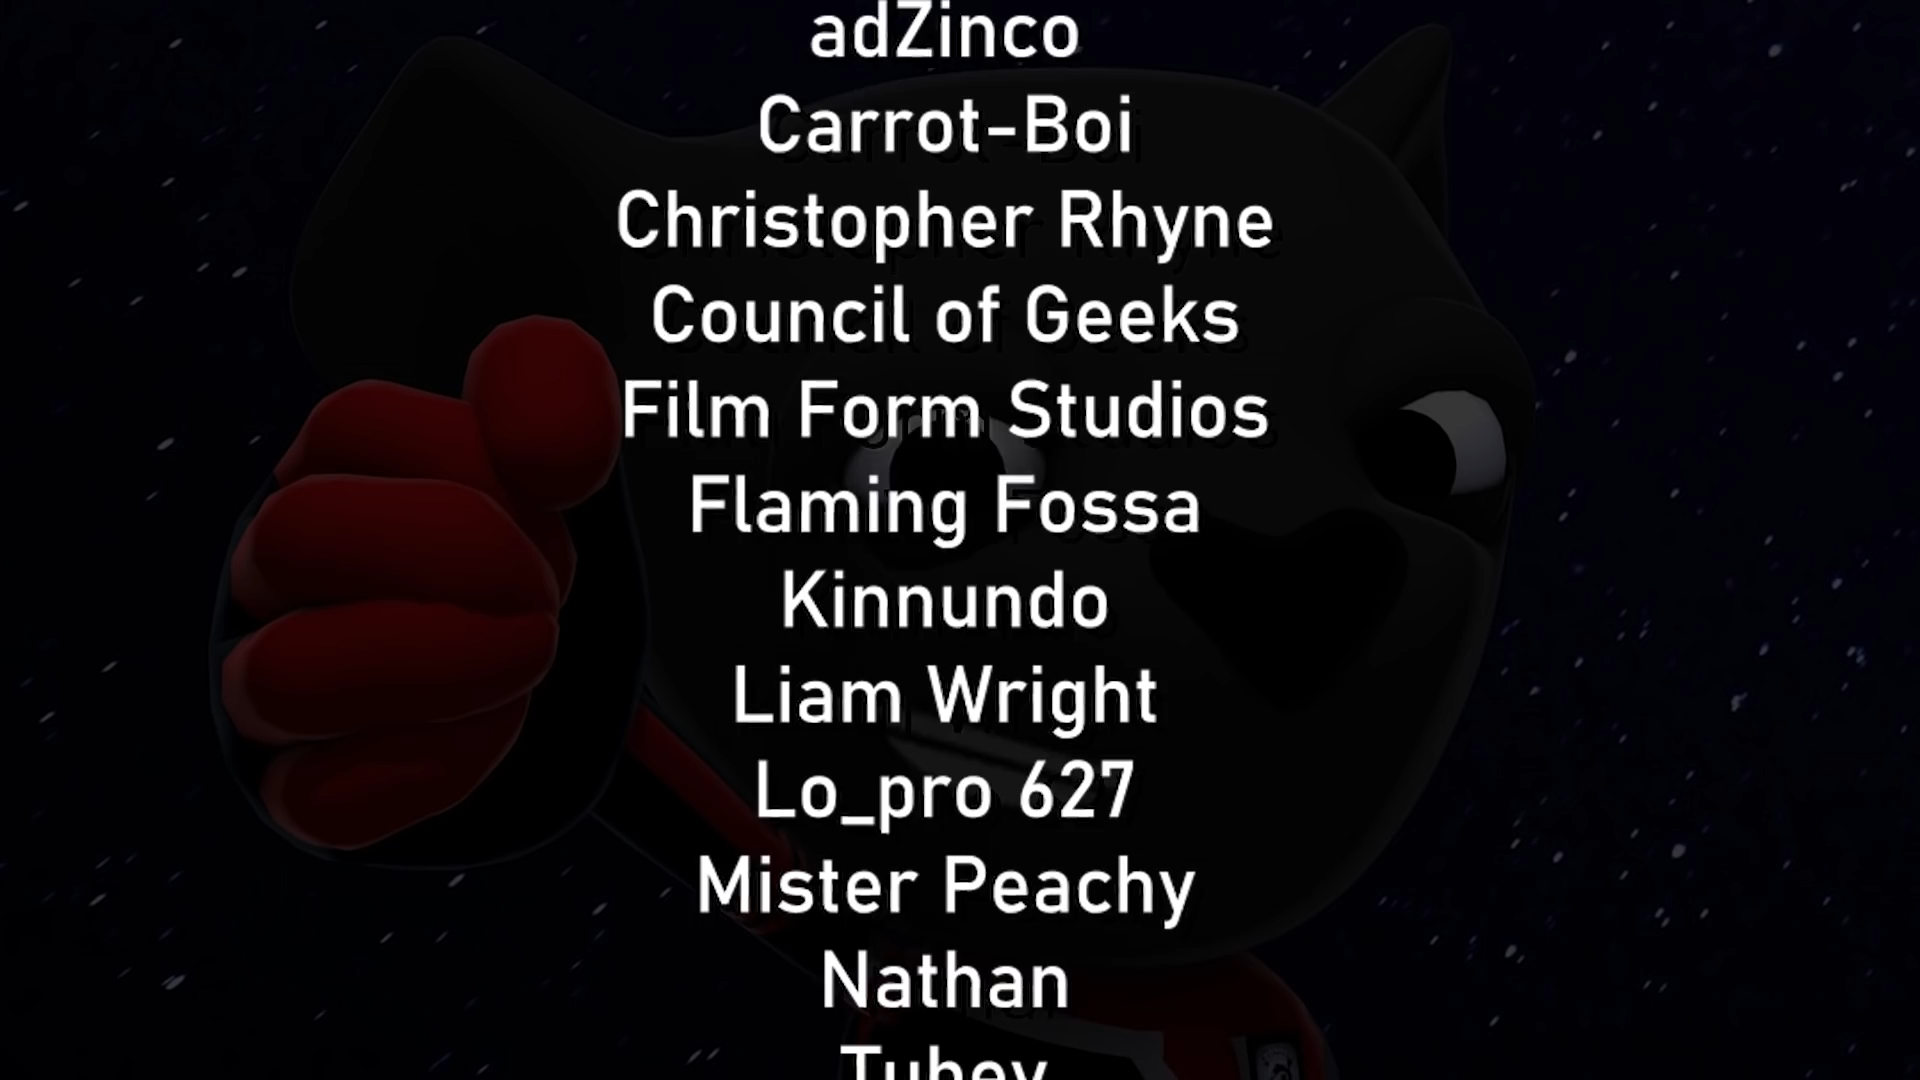 adZinco
Carrot-Boi
Christopher Rhyne
Council of Geeks
Film Form Studios
Flaming Fossa
Kinnundo
Liam Wright
Lo_pro 627
Mister Peachy
Nathan